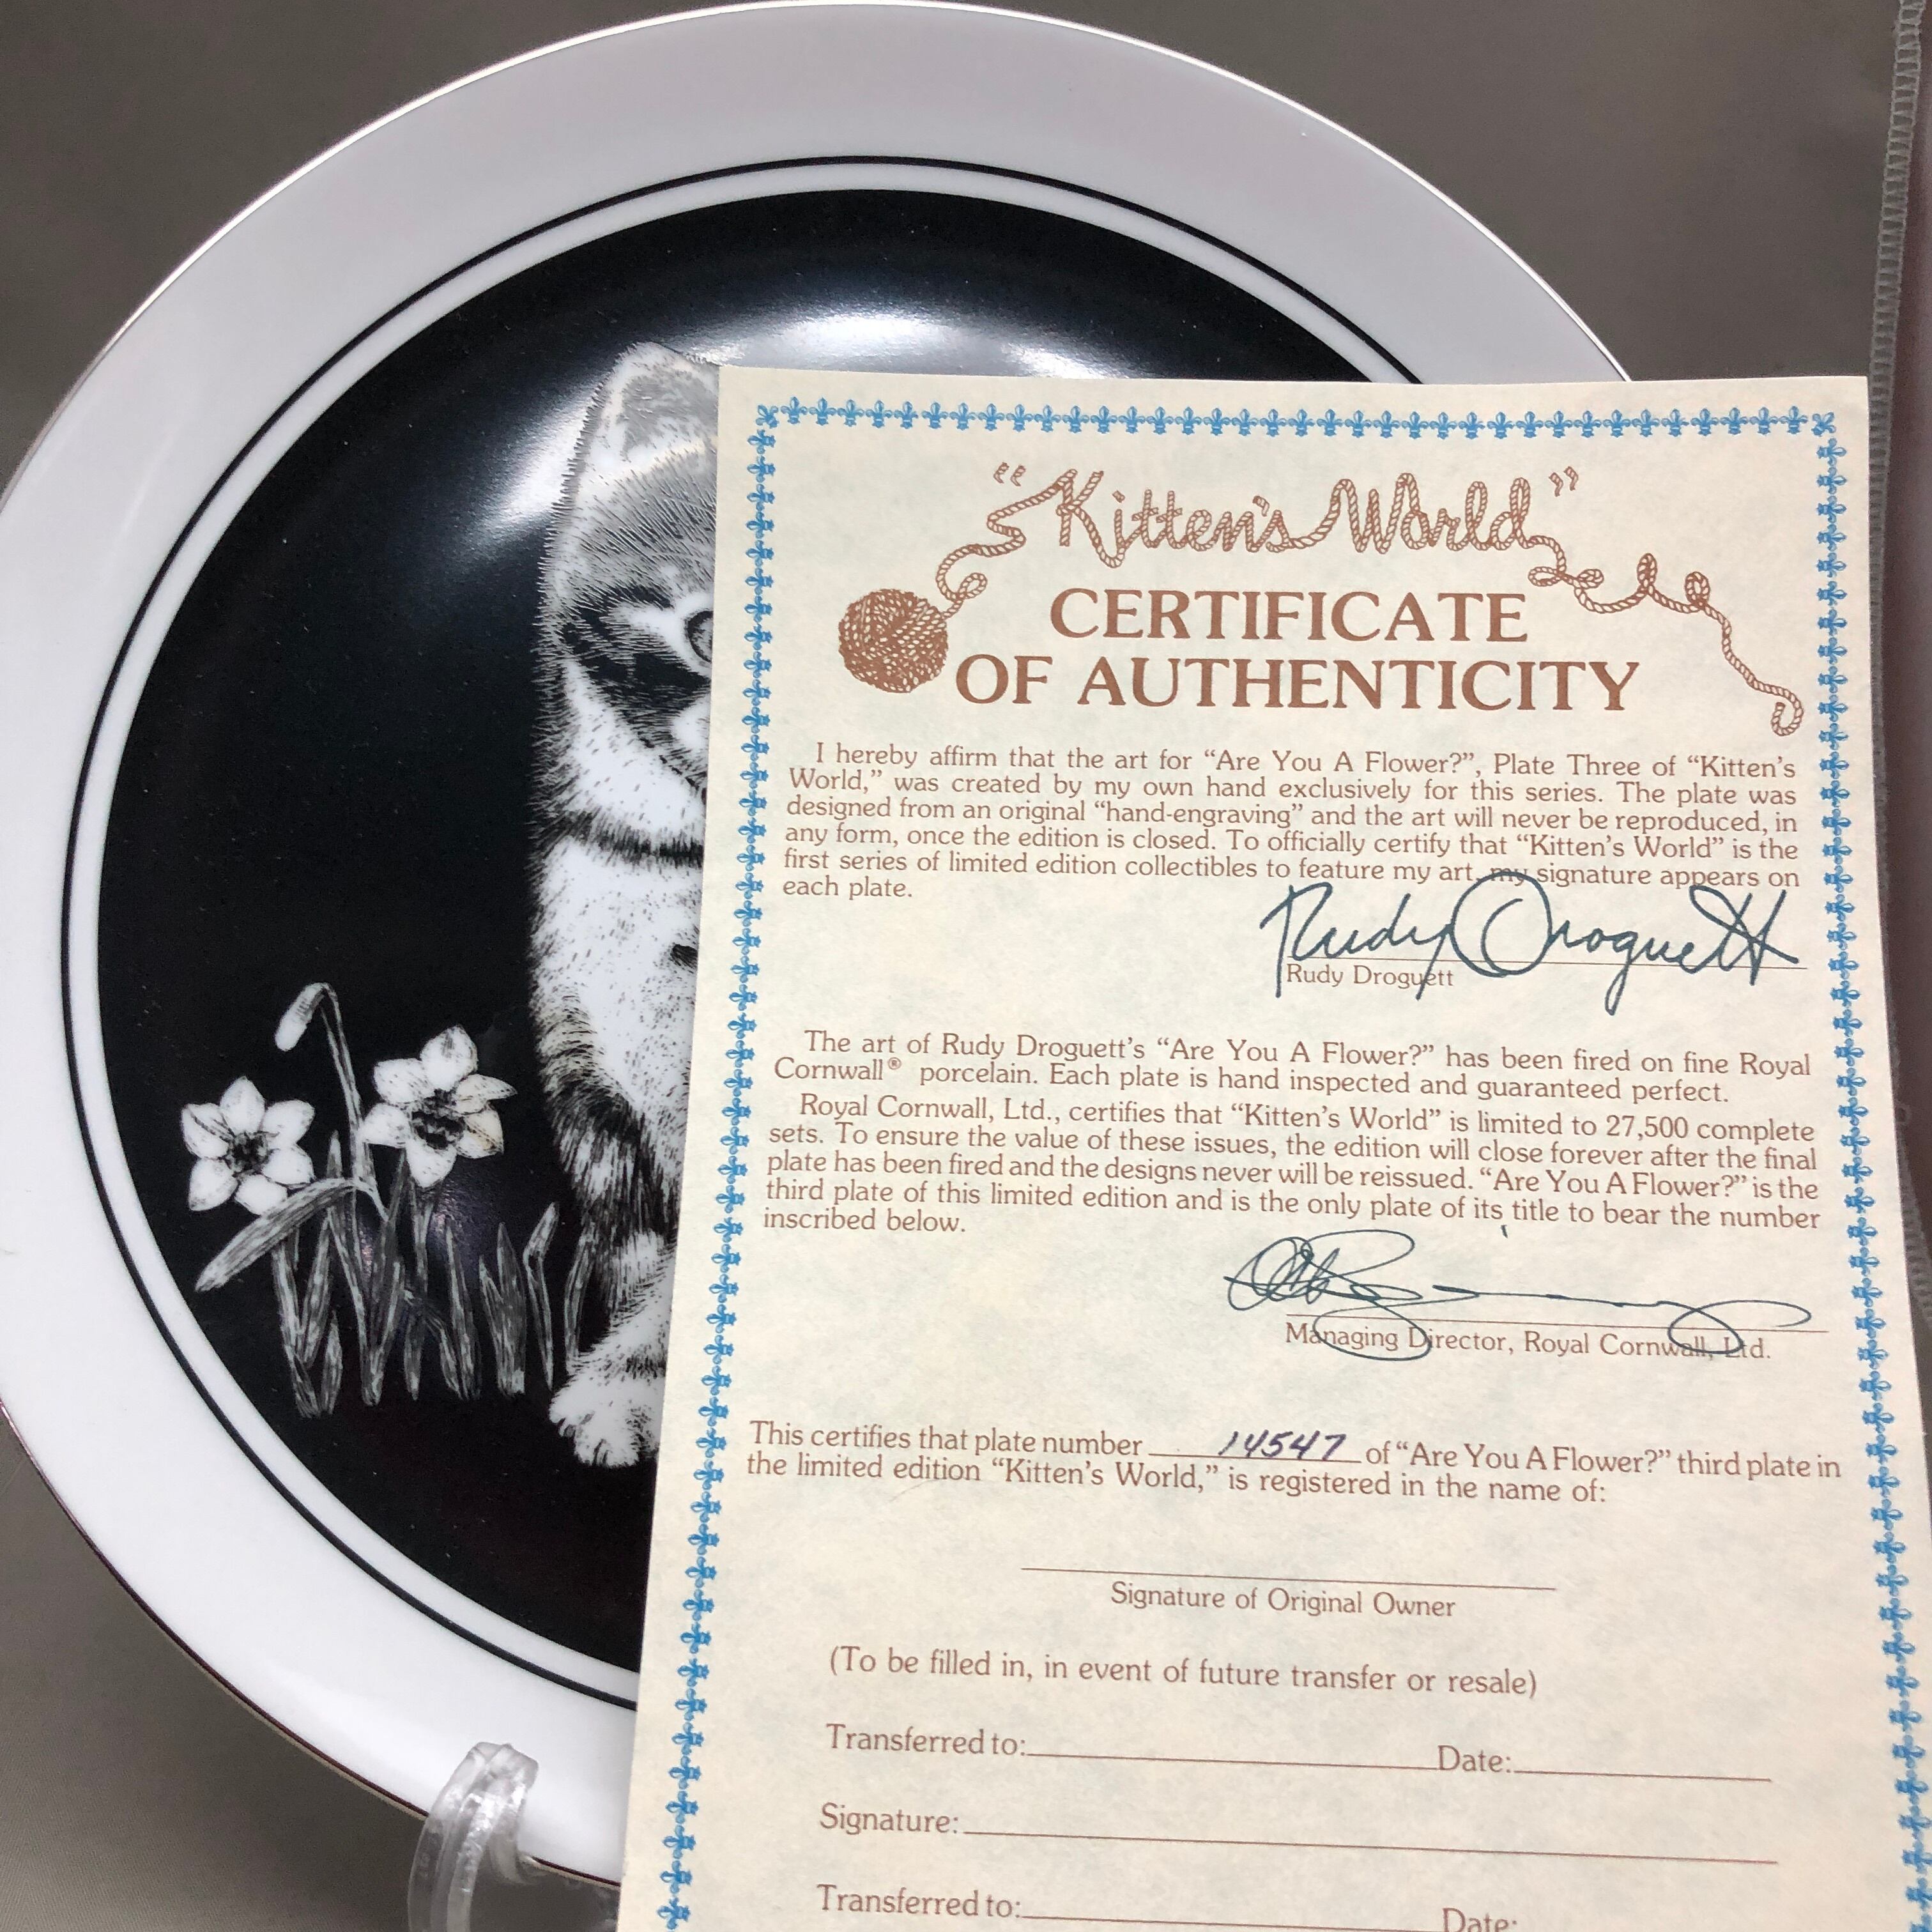 "Kitten's World"
CERTIFICATE
OF AUTHENTICITY
I hereby affirm that the art for “Are You A Flower?”, Plate Three of “Kitten’s
World,” was created by my own hand exclusively for this series. The plate was
designed from an original “hand-engraving” and the art will never be reproduced, in
any form, once the edition is closed. To officially certify that “Kitten’s World” is the
first series of limited edition collectibles to feature my art, my signature appears on
each plate.
Rudy Droguett
Rudy Droguett
The art of Rudy Droguett’s “Are You A Flower?” has been fired on fine Royal
Cornwall® porcelain. Each plate is hand inspected and guaranteed perfect.
Royal Cornwall, Ltd., certifies that “Kitten’s World” is limited to 27,500 complete
sets. To ensure the value of these issues, the edition will close forever after the final
plate has been fired and the designs never will be reissued. “Are You A Flower?” is the
third plate of this limited edition and is the only plate of its title to bear the number
inscribed below.
Managing Director, Royal Cornwall, Ltd.
This certifies that plate number 14547 of “Are You A Flower?” third plate in
the limited edition “Kitten’s World,” is registered in the name of:
Signature of Original Owner
(To be filled in, in event of future transfer or resale)
Transferred to: Date:
Signature:
Transferred to: Date: